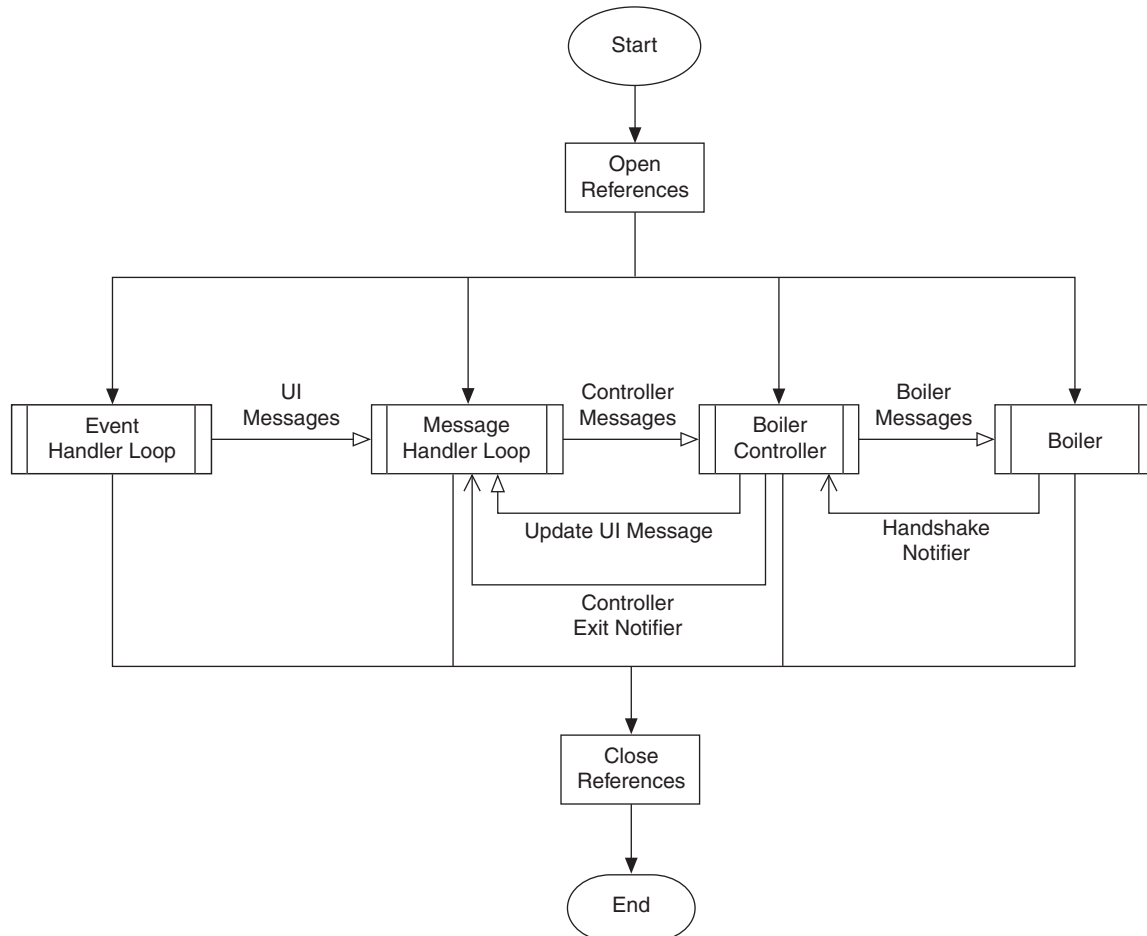 Start
Open
References
UI
Messages
Controller
Messages
Boiler
Messages
Event
Handler Loop
Message
Handler Loop
Boiler
Controller
Boiler
Update UI Message
Handshake
Notifier
Controller
Exit Notifier
Close
References
End